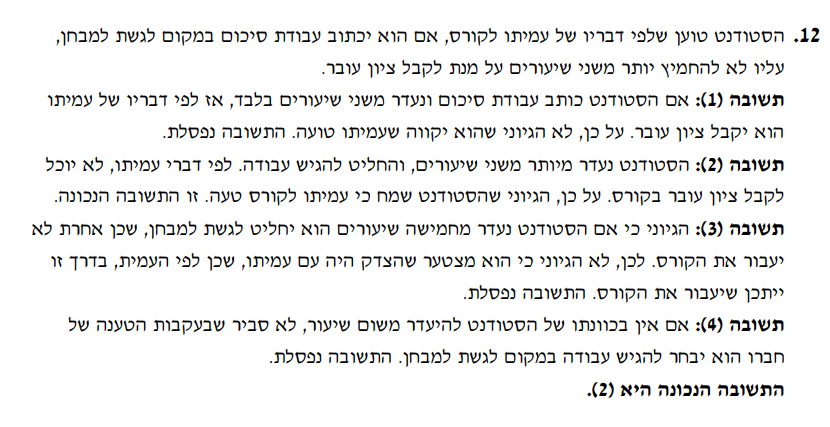 12. הסטודנט טוען שלפי דבריו של עמיתו לקורס, אם הוא יכתוב עבודת סיכום במקום לגשת למבחן,
עליו לא להחמיץ יותר משני שיעורים על מנת לקבל ציון עובר.
תשובה (1): אם הסטודנט כותב עבודת סיכום ונעדר משני שיעורים בלבד, אז לפי דבריו של עמיתו
הוא יקבל ציון עובר. על כן, לא הגיוני שהוא יקווה שעמיתו טועה. התשובה נפסלת.
תשובה (2): הסטודנט נעדר מיותר משני שיעורים, והחליט להגיש עבודה. לפי דברי עמיתו, לא יוכל
לקבל ציון עובר בקורס. על כן, הגיוני שהסטודנט שמח כי עמיתו לקורס טעה. זו התשובה הנכונה.
תשובה (3): הגיוני כי אם הסטודנט נעדר מחמישה שיעורים הוא יחליט לגשת למבחן, שכן אחרת לא
יעבור את הקורס. לכן, לא הגיוני כי הוא מצטער שהצדק היה עם עמיתו, שכן לפי העמית, בדרך זו
ייתכן שיעבור את הקורס. התשובה נפסלת.
תשובה (4): אם אין בכוונתו של הסטודנט להיעדר משום שיעור, לא סביר שבעקבות הטענה של
חברו הוא יבחר להגיש עבודה במקום לגשת למבחן. התשובה נפסלת.
התשובה הנכונה היא (2).